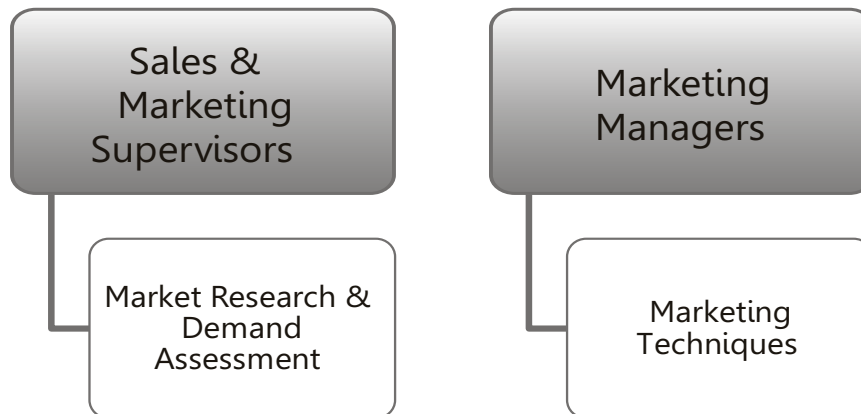 Sales &
Marketing
Supervisors
Market Research &
Demand
Assessment
Marketing
Managers
Marketing
Techniques